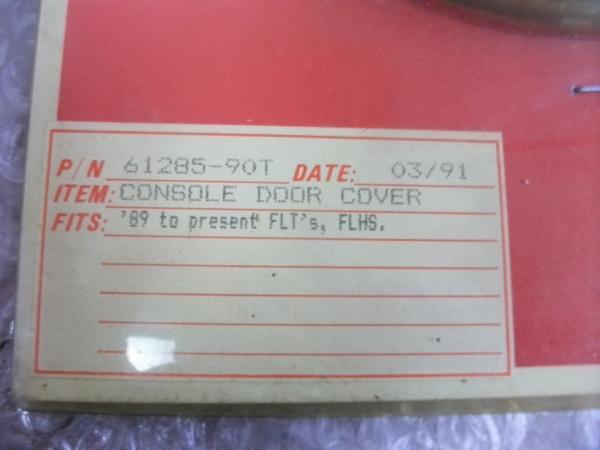 P/N 61285-90T DATE: 03/91
ITEM: CONSOLE DOOR COVER
FITS: '89 to present FLT's, FLHS.